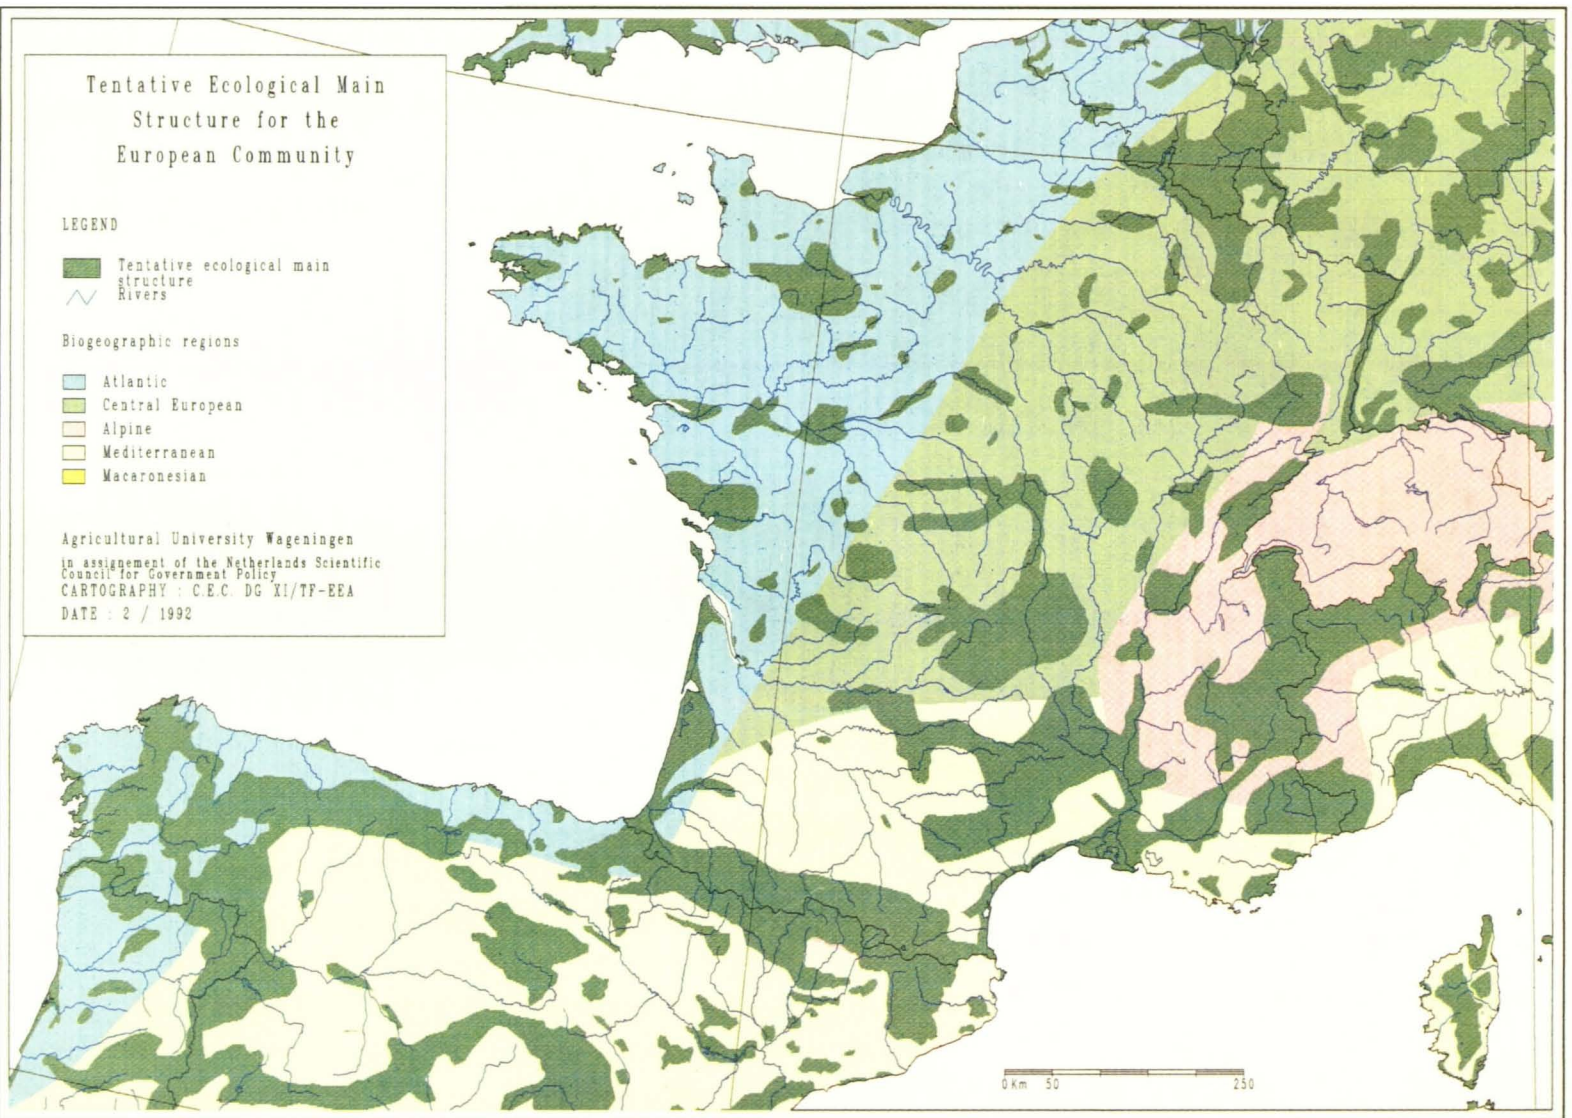 Tentative Ecological Main
Structure for the
European Community
LEGEND
Tentative ecological main
structure
Rivers
Biogeographic regions
Atlantic
Central European
Alpine
Mediterranean
Macaronesian
Agricultural University Wageningen
in assignement of the Netherlands Scientific
Council for Government Policy
CARTOGRAPHY : C.E.C. DG XI/TF-EEA
DATE : 2 / 1992
0 Km 50 250